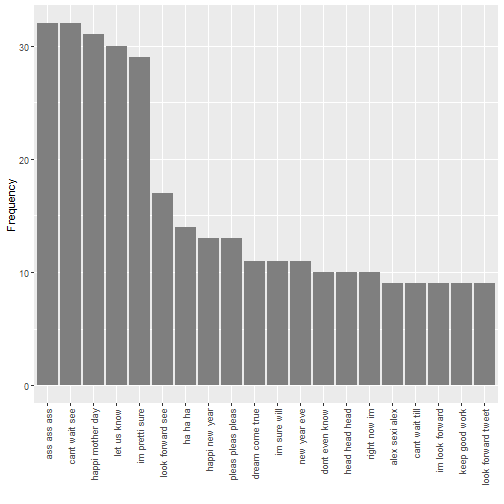 Frequency
30
20
10
0
ass ass ass
cant wait see
happi mother day
let us know
im pretti sure
look forward see
ha ha ha
happi new year
pleas pleas pleas
dream come true
im sure will
new year eve
dont even know
head head head
right now im
alex sexi alex
cant wait till
im look forward
keep good work
look forward tweet